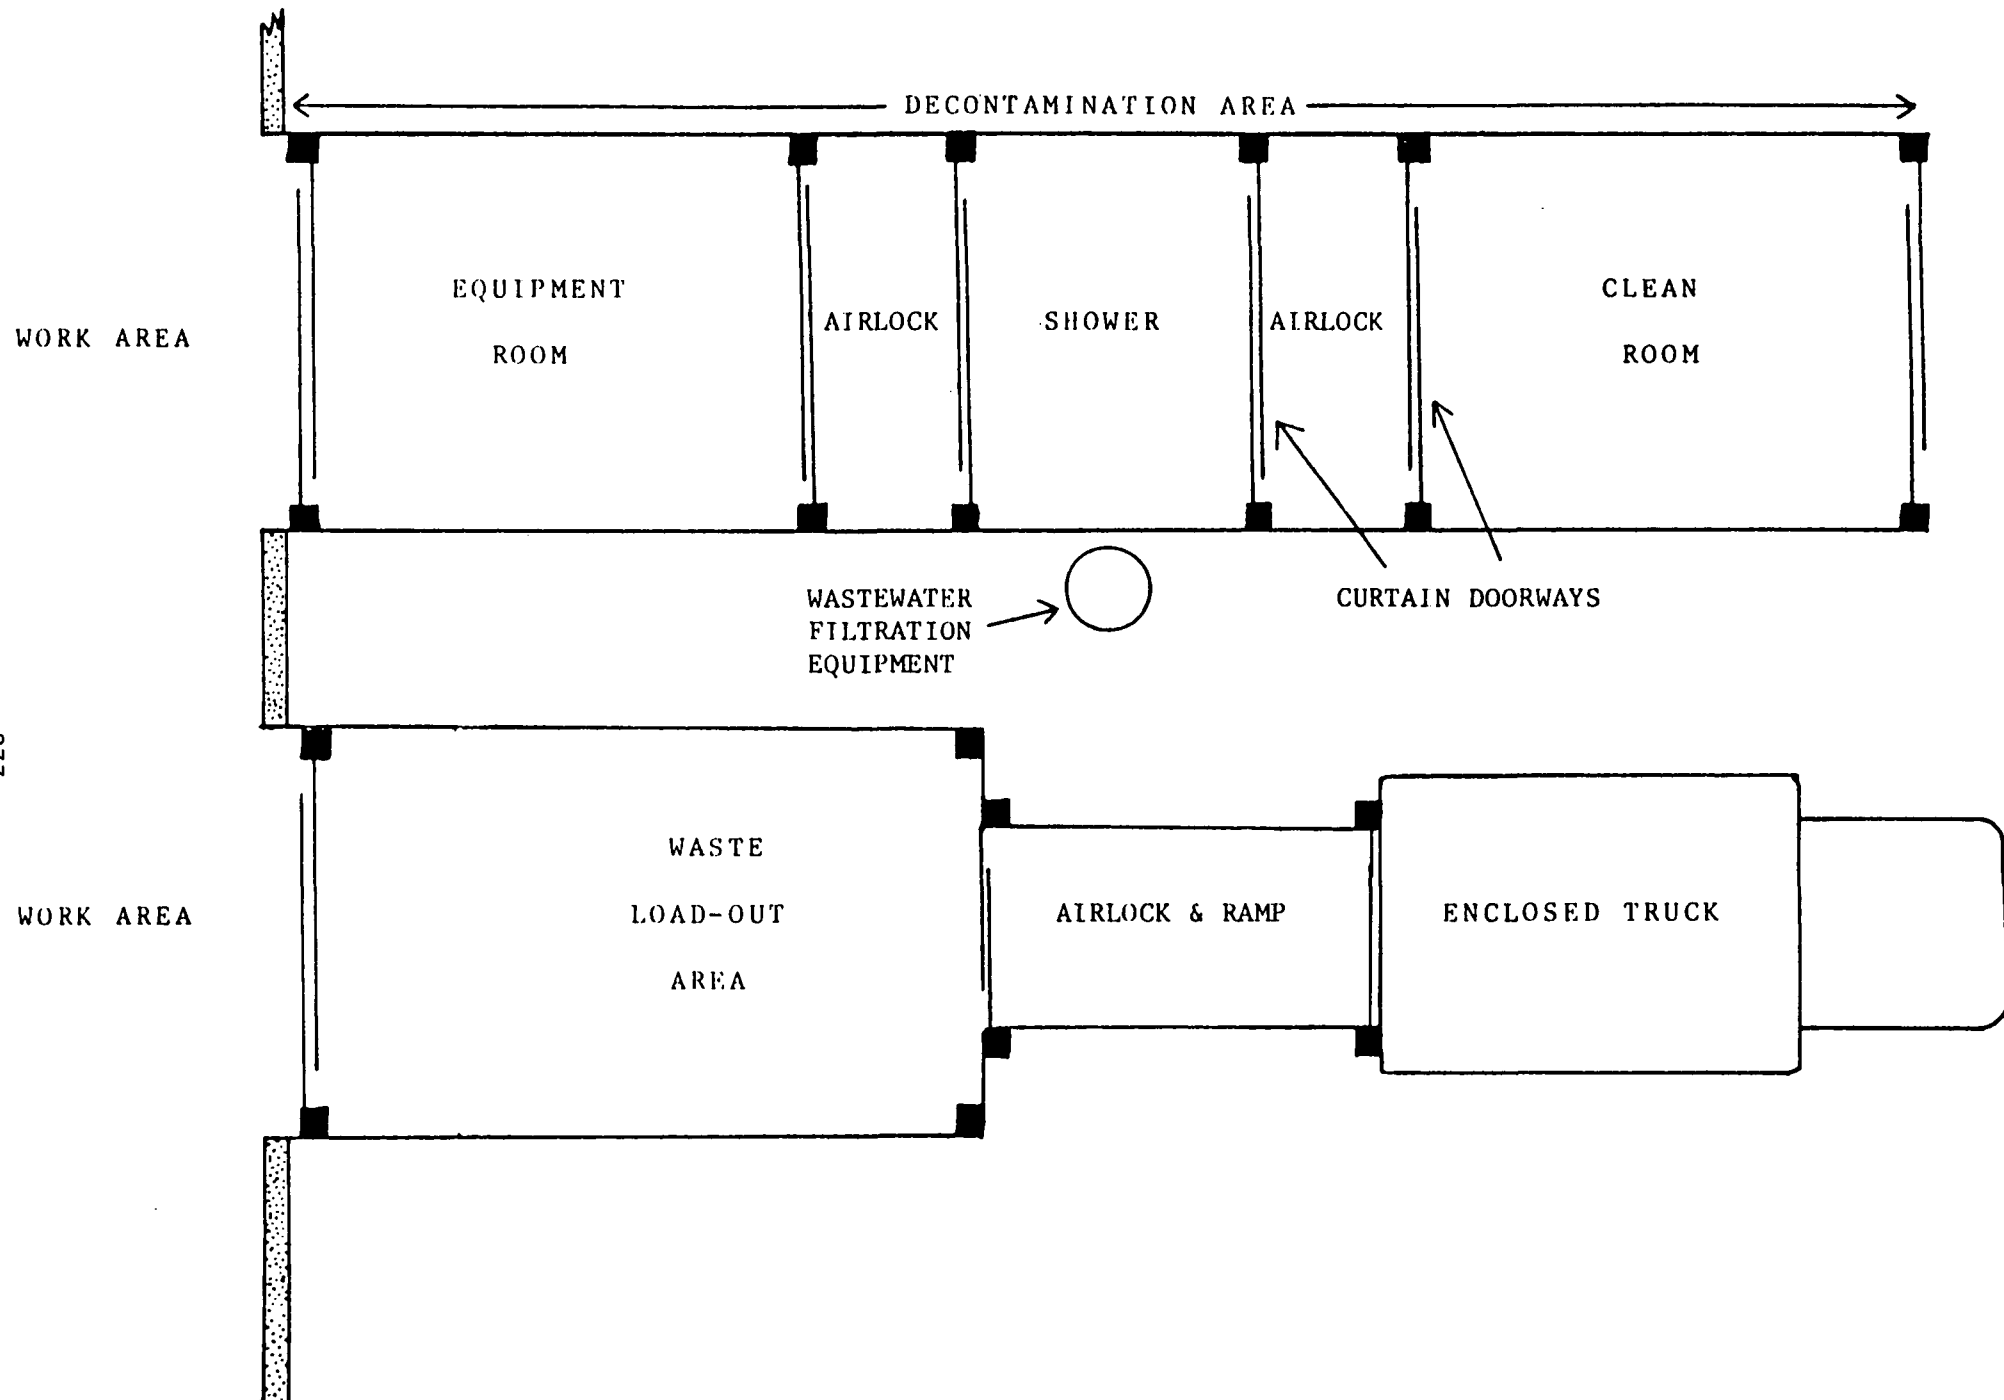 DECONTAMINATION AREA
WORK AREA
EQUIPMENT
ROOM
AIRLOCK
SHOWER
AIRLOCK
CLEAN
ROOM
WASTEWATER
FILTRATION
EQUIPMENT
CURTAIN DOORWAYS
WORK AREA
WASTE
LOAD-OUT
AREA
AIRLOCK & RAMP
ENCLOSED TRUCK